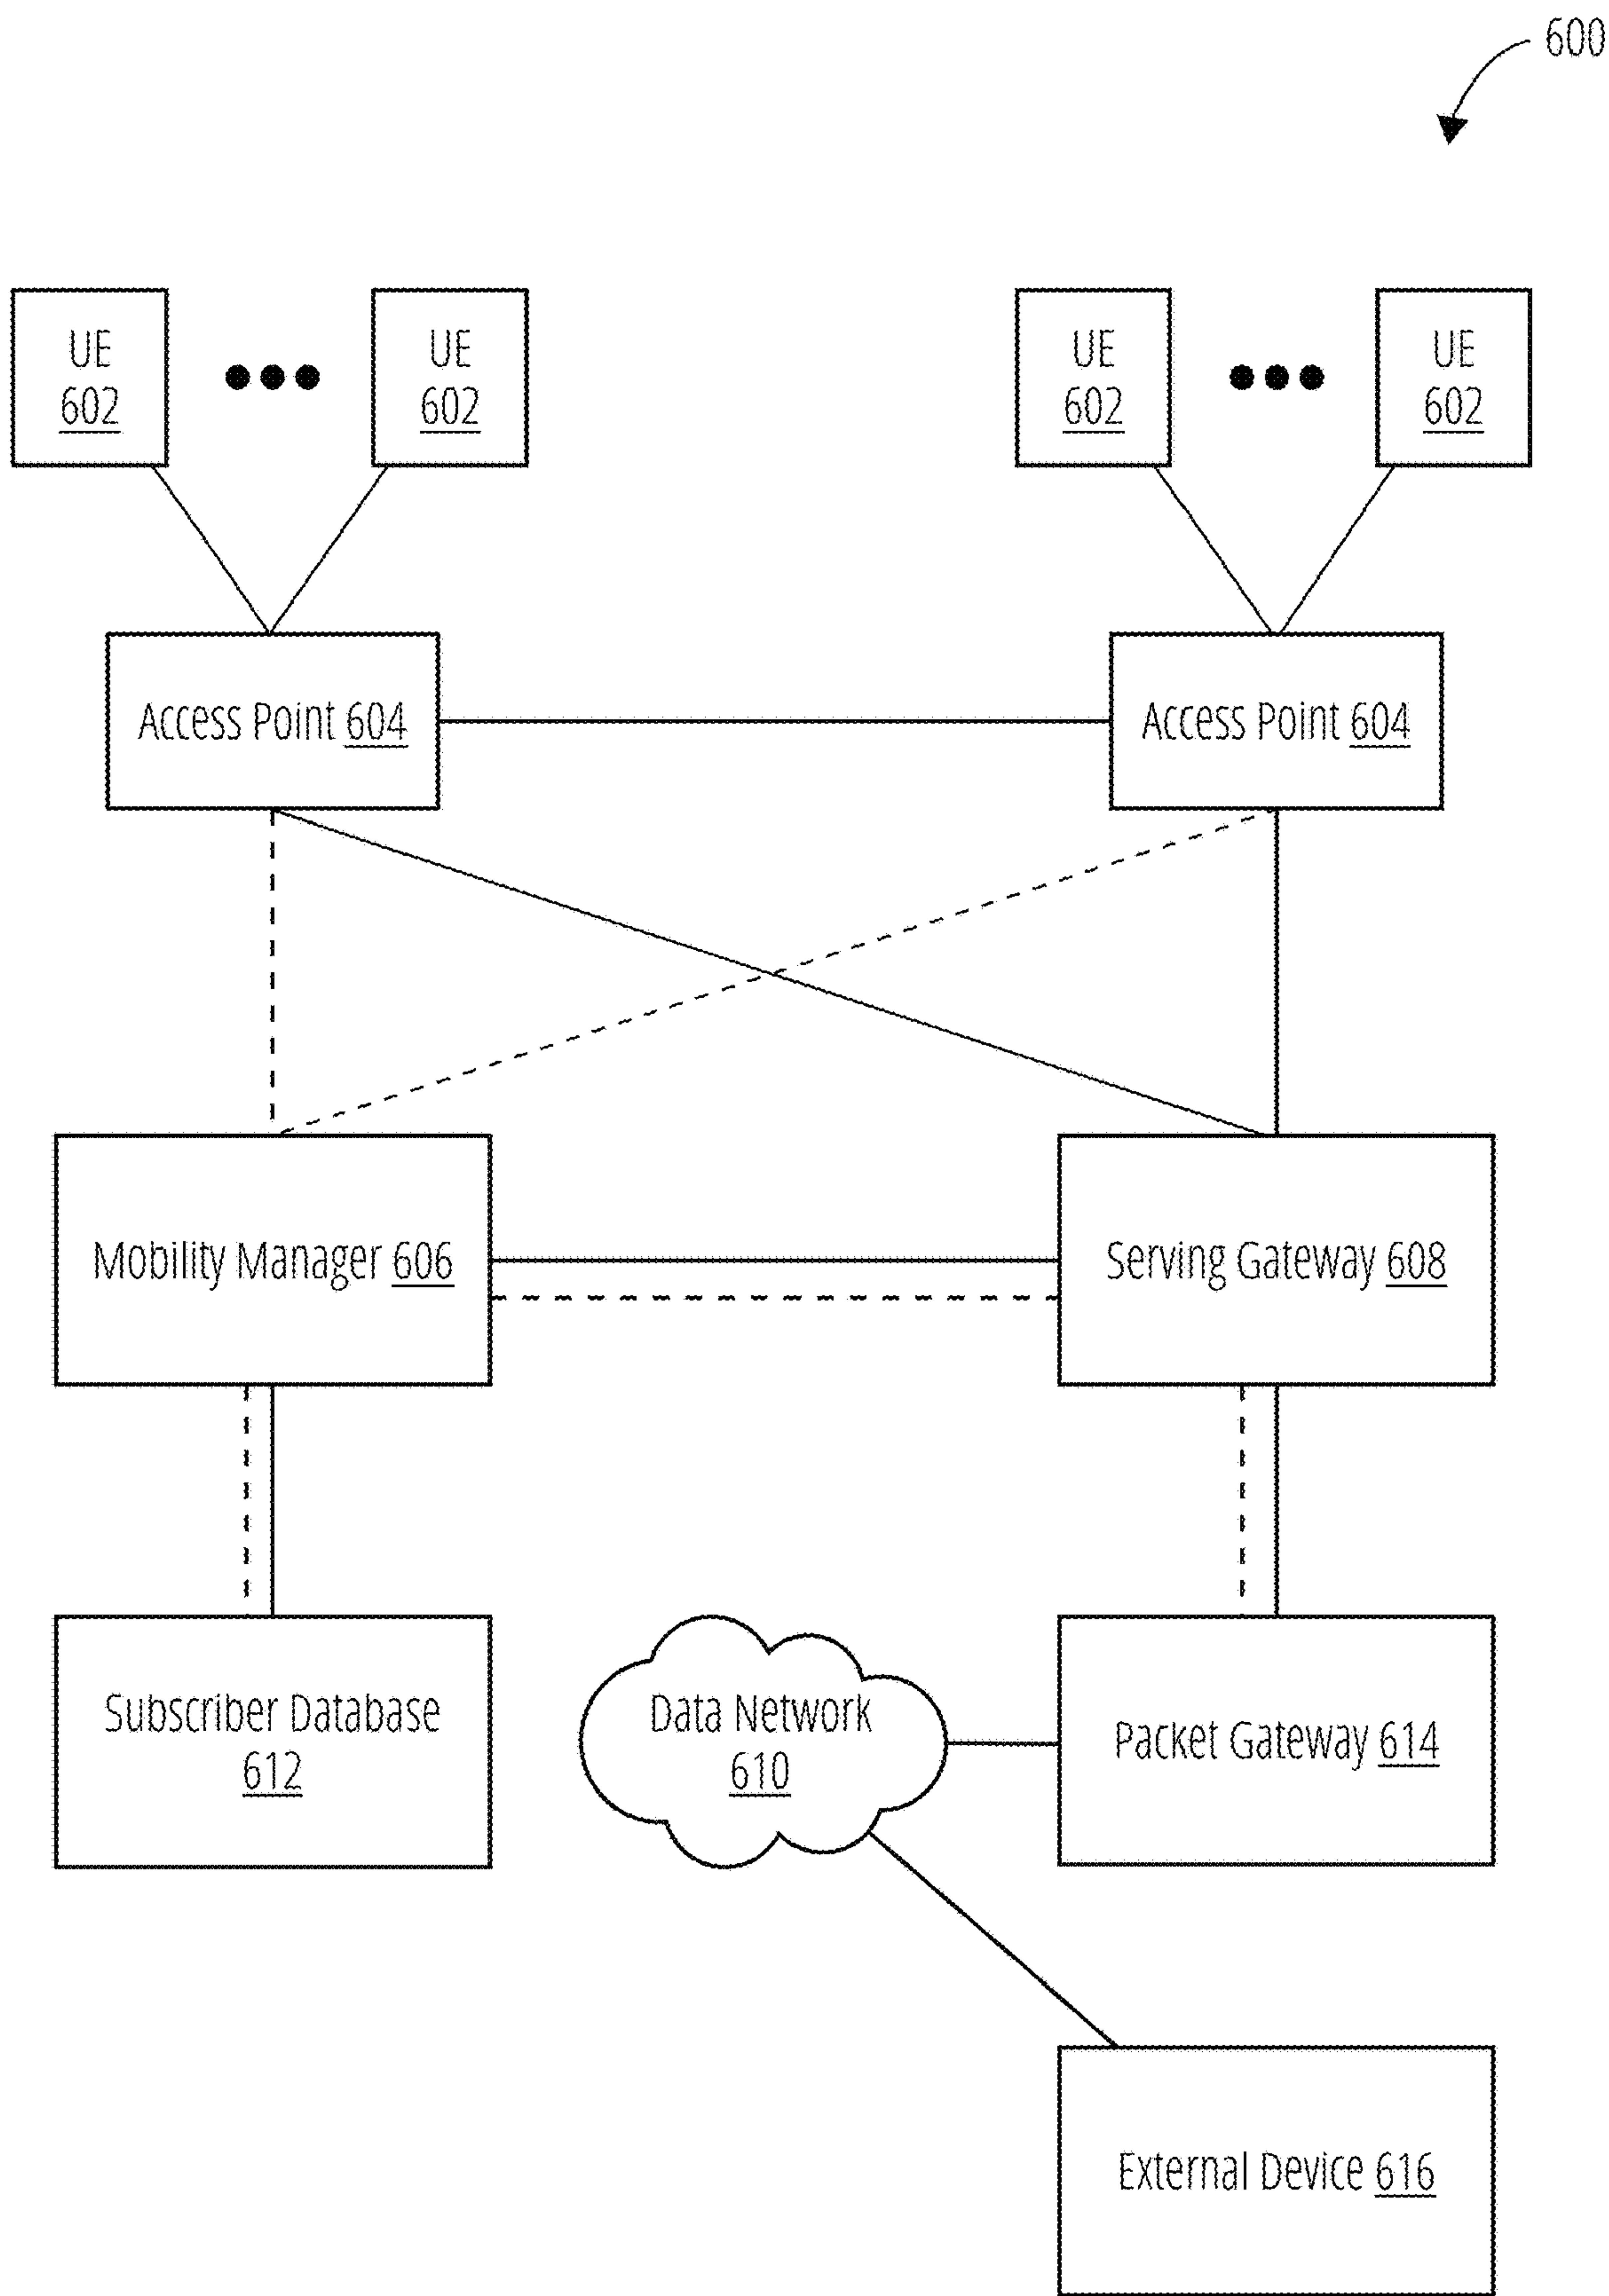 600
UE
602
UE
602
UE
602
UE
602
Access Point 604
Access Point 604
Mobility Manager 606
Serving Gateway 608
Subscriber Database
612
Data Network
610
Packet Gateway 614
External Device 616